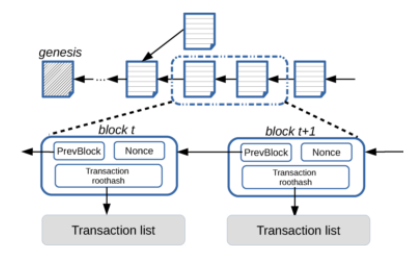 genesis
...
block t
block t+1
PrevBlock
Nonce
PrevBlock
Nonce
Transaction
roothash
Transaction
roothash
Transaction list
Transaction list